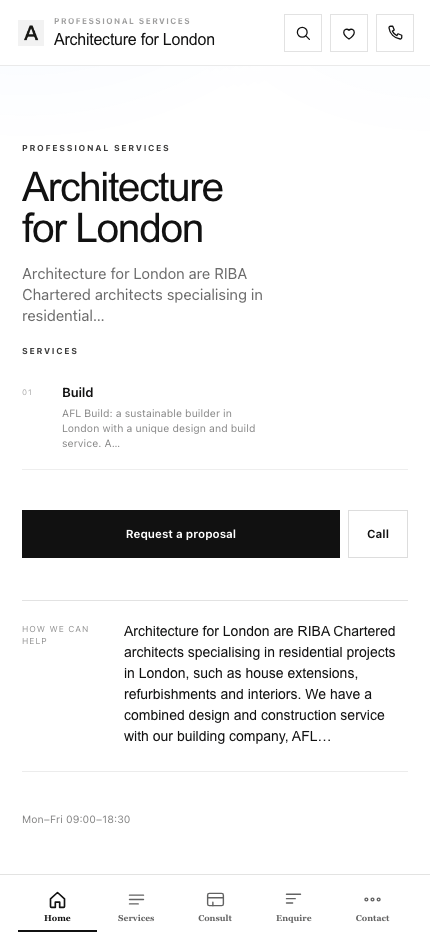 A
PROFESSIONAL SERVICES
Architecture for London
PROFESSIONAL SERVICES
Architecture
for London
Architecture for London are RIBA
Chartered architects specialising in
residential...
SERVICES
01
Build
AFL Build: a sustainable builder in
London with a unique design and build
service. A...
Request a proposal
Call
HOW WE CAN
HELP
Architecture for London are RIBA Chartered
architects specialising in residential projects
in London, such as house extensions,
refurbishments and interiors. We have a
combined design and construction service
with our building company, AFL…
Mon–Fri 09:00–18:30
Home
Services
Consult
Enquire
Contact